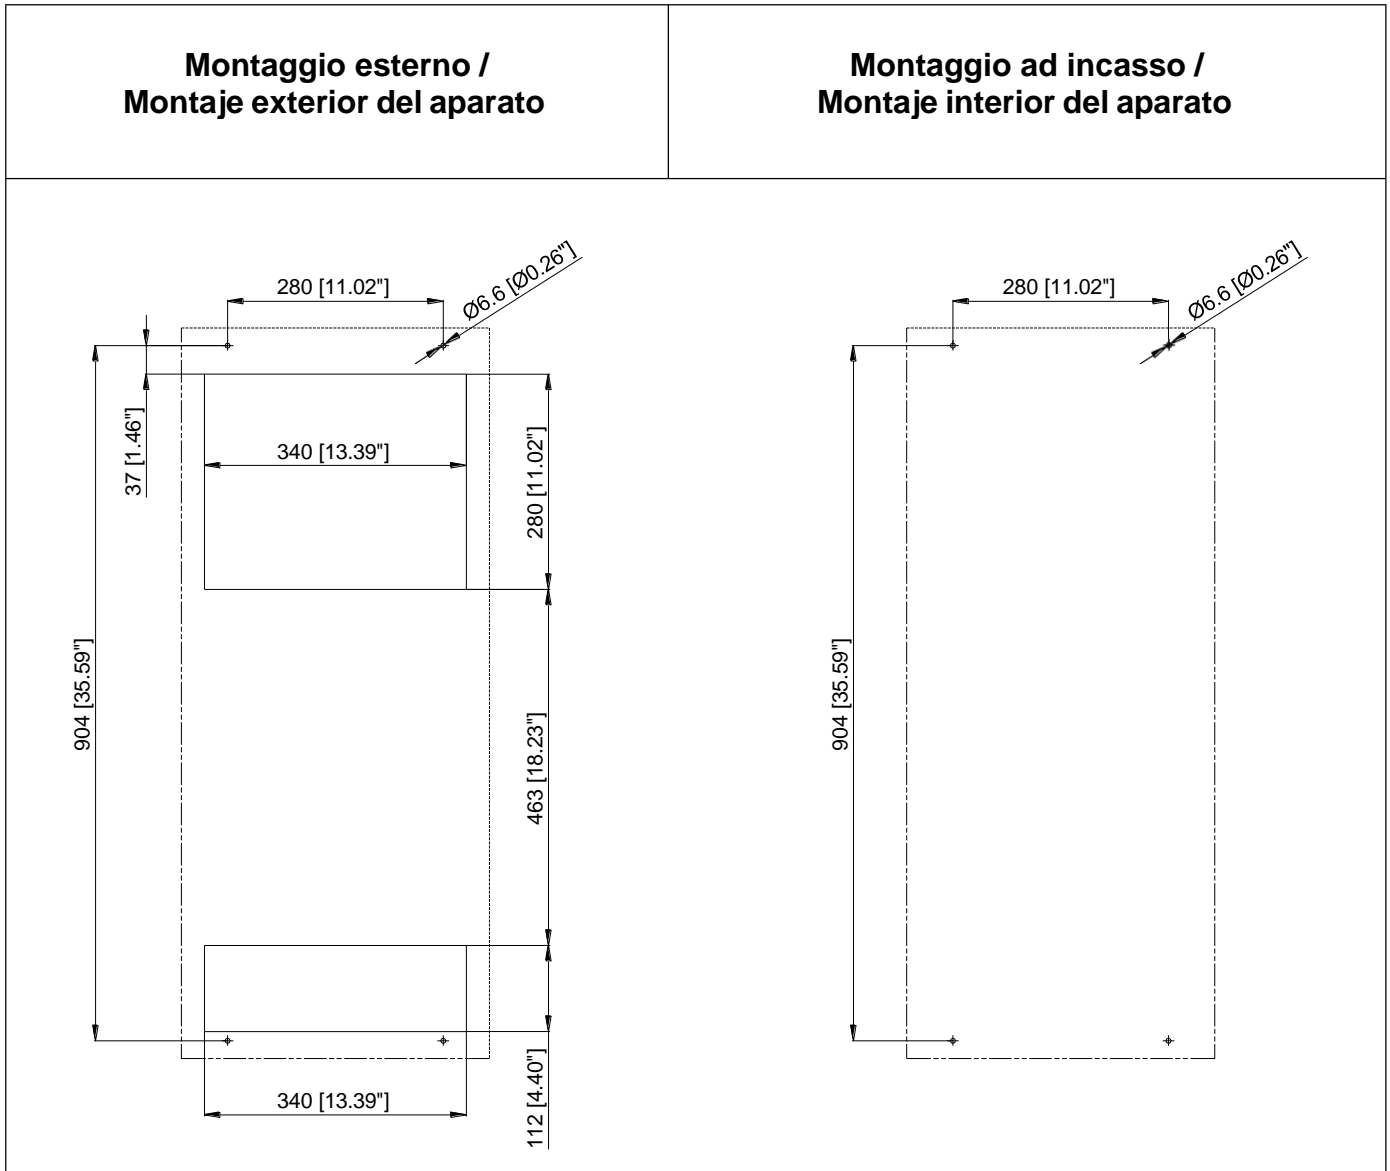 Montaggio esterno /
Montaje exterior del aparato
Montaggio ad incasso /
Montaje interior del aparato
280 [11.02"]
Ø6.6 [Ø0.26"]
37 [1.46"]
340 [13.39"]
280 [11.02"]
904 [35.59"]
463 [18.23"]
340 [13.39"]
112 [4.40"]
280 [11.02"]
Ø6.6 [Ø0.26"]
904 [35.59"]